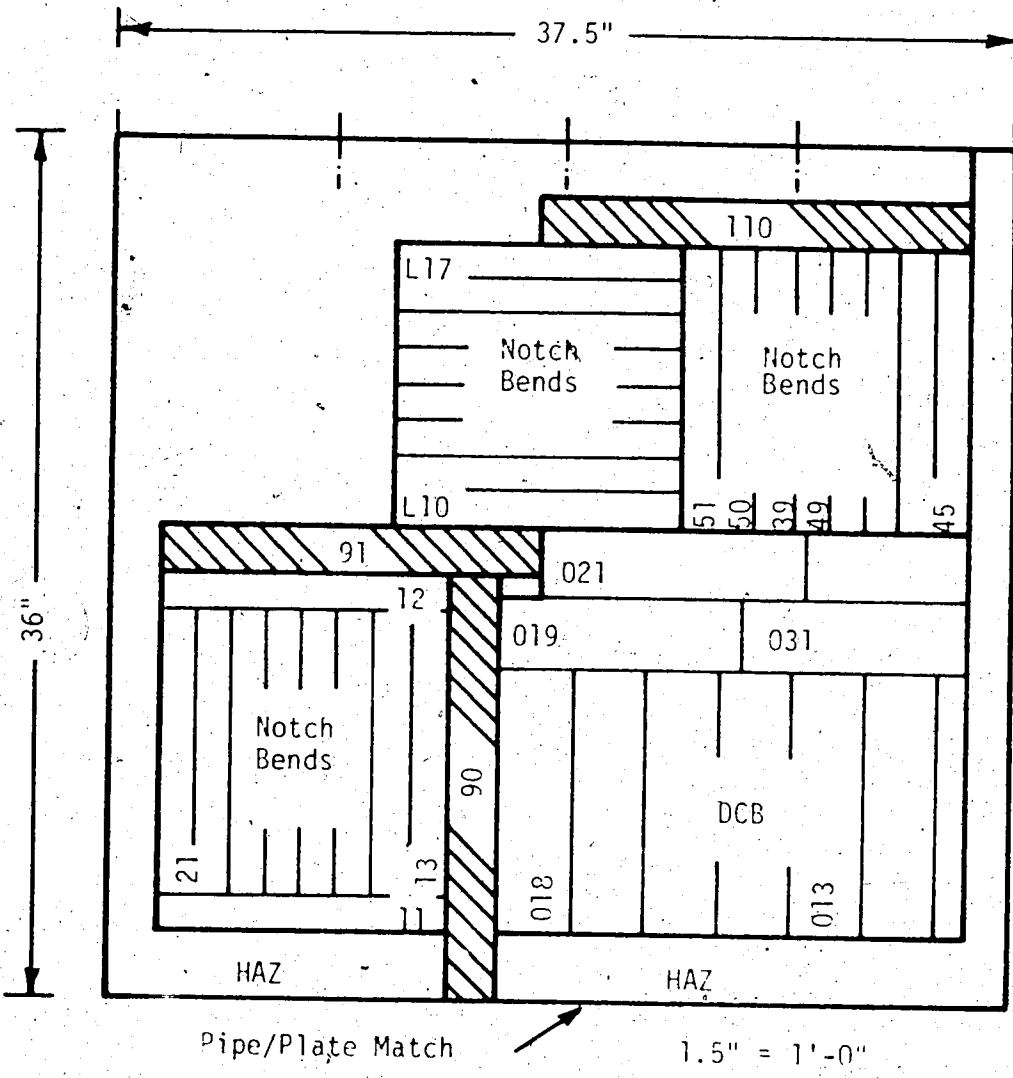 37.5"
36"
110
L17
Notch
Bends
Notch
Bends
L10
51
50
39
49
45
91
021
12
019
031
Notch
Bends
90
DCB
21
13
018
013
11
HAZ
HAZ
Pipe/Plate Match
1.5" = 1'-0"